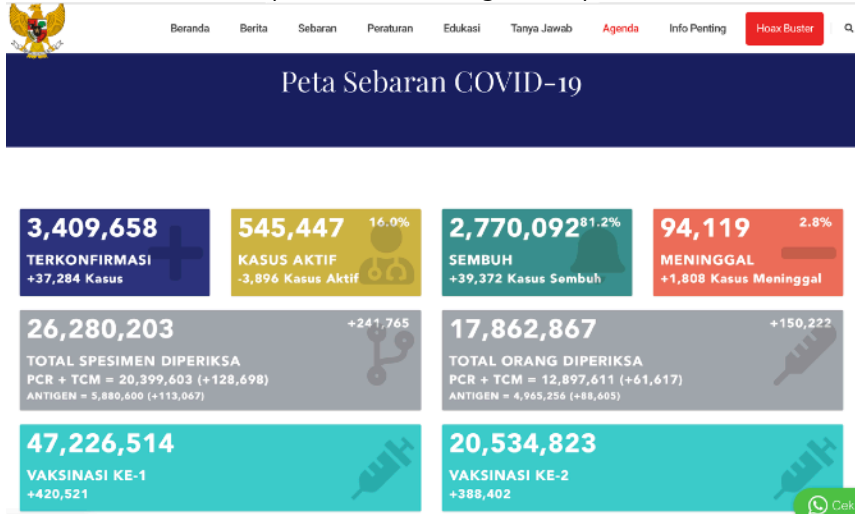 Beranda Berita Sebaran Peraturan Edukasi Tanya Jawab Agenda Info Penting Hoax Buster
Peta Sebaran COVID-19
3,409,658
TERKONFIRMASI
+37,284 Kasus
545,447 16.0%
KASUS AKTIF
-3,896 Kasus Aktif
2,770,092 81.2%
SEMBUH
+39,372 Kasus Sembuh
94,119 2.8%
MENINGGAL
+1,808 Kasus Meninggal
26,280,203 +241,765
TOTAL SPESIMEN DIPERIKSA
PCR + TCM = 20,399,603 (+128,698)
ANTIGEN = 5,880,600 (+113,067)
17,862,867 +150,222
TOTAL ORANG DIPERIKSA
PCR + TCM = 12,897,611 (+61,617)
ANTIGEN = 4,965,256 (+88,605)
47,226,514
VAKSINASI KE-1
+420,521
20,534,823
VAKSINASI KE-2
+388,402
Cek